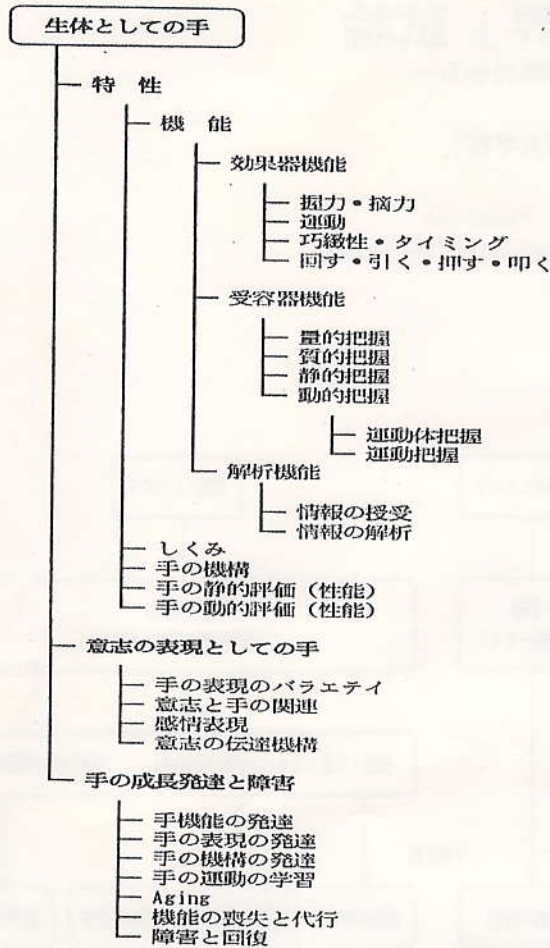 生体としての手
特 性
機 能
効果器機能
握力・摘力
運動
巧緻性・タイミング
回す・引く・押す・叩く
受容器機能
量的把握
質的把握
静的把握
動的把握
運動体把握
運動把握
解析機能
情報の授受
情報の解析
しくみ
手の機構
手の静的評価（性能）
手の動的評価（性能）
意志の表現としての手
手の表現のバラエテイ
意志と手の関連
感情表現
意志の伝達機構
手の成長発達と障害
手機能の発達
手の表現の発達
手の機構の発達
手の運動の学習
Aging
機能の喪失と代行
障害と回復